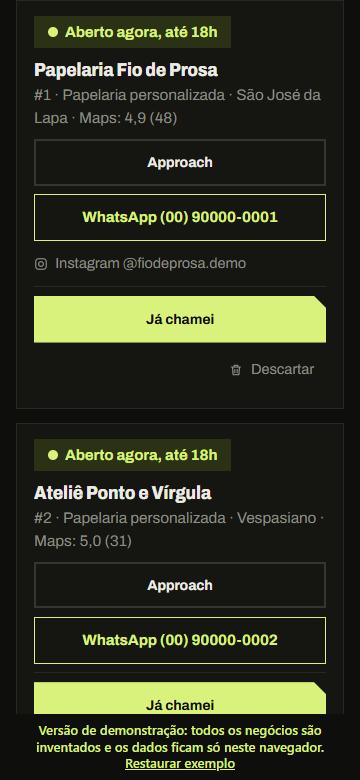 Aberto agora, até 18h
Papelaria Fio de Prosa
#1 · Papelaria personalizada · São José da
Lapa · Maps: 4,9 (48)
Approach
WhatsApp (00) 90000-0001
Instagram @fiodeprosa.demo
Já chamei
Descartar
Aberto agora, até 18h
Ateliê Ponto e Vírgula
#2 · Papelaria personalizada · Vespasiano ·
Maps: 5,0 (31)
Approach
WhatsApp (00) 90000-0002
Já chamei
Versão de demonstração: todos os negócios são
inventados e os dados ficam só neste navegador.
Restaurar exemplo